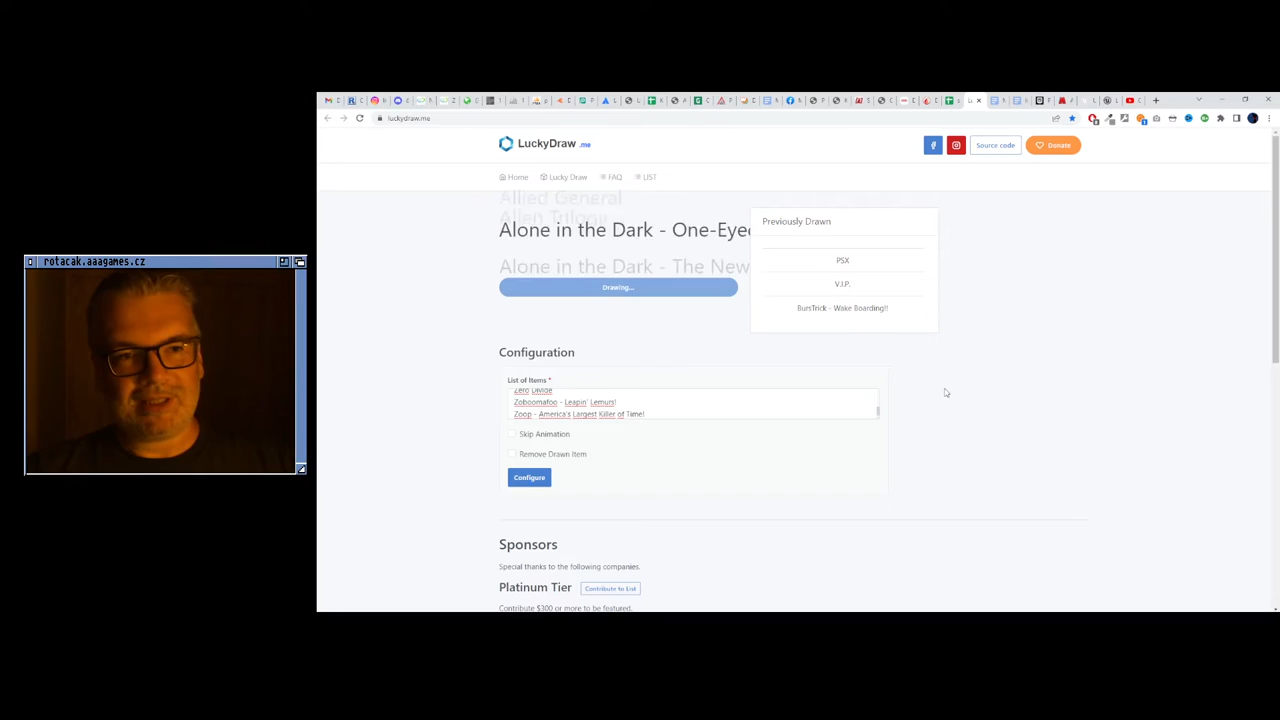 rotacak.aaagames.cz
luckydraw.me
LuckyDraw .me
Source code
Donate
Home
Lucky Draw
FAQ
LIST
Allied General
Alien Trilogy
Alone in the Dark - One-Eyed
Alone in the Dark - The New
Drawing...
Previously Drawn
PSX
V.I.P.
BursTrick - Wake Boarding!!
Configuration
List of Items *
Zero Divide
Zoboomafoo - Leapin' Lemurs!
Zoop - America's Largest Killer of Time!
Skip Animation
Remove Drawn Item
Configure
Sponsors
Special thanks to the following companies.
Platinum Tier
Contribute to List
Contribute $300 or more to be featured.